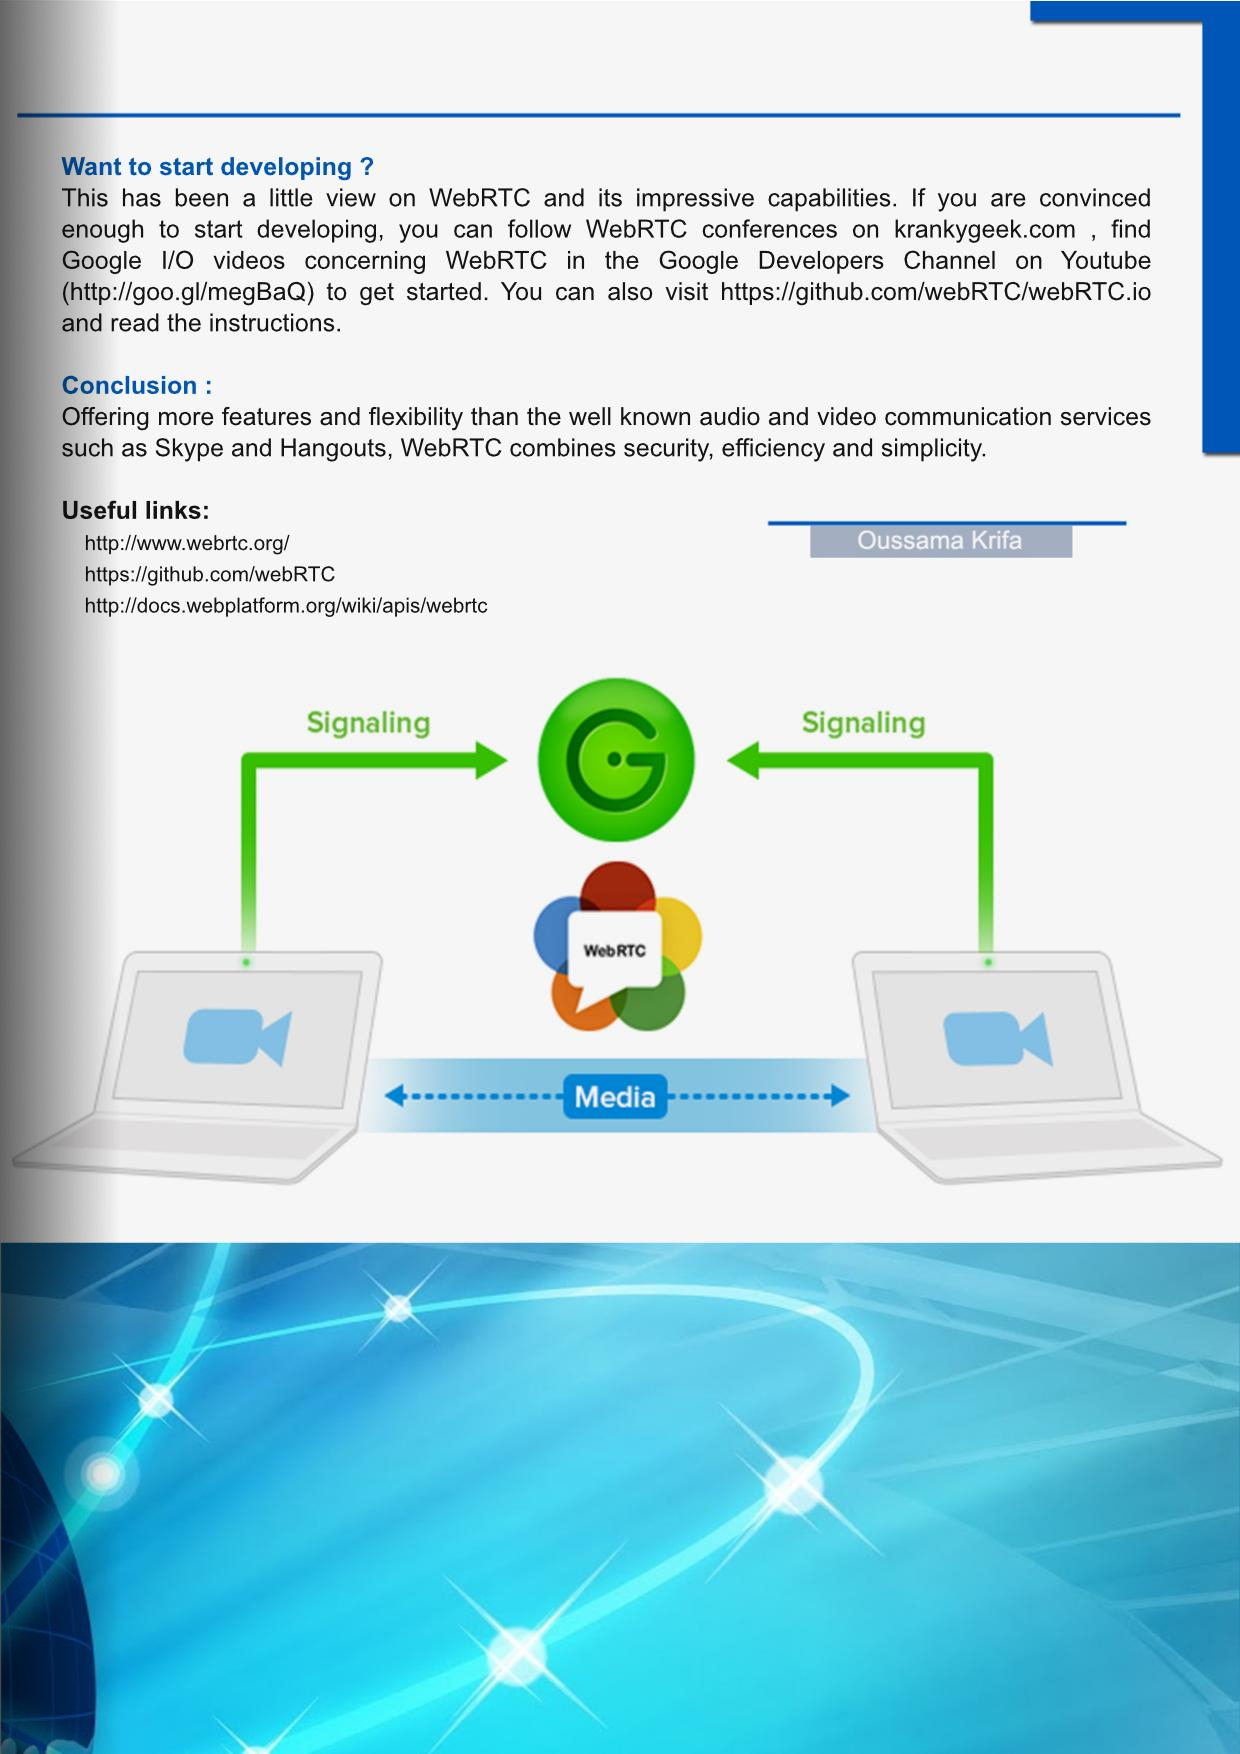 Want to start developing ?
This has been a little view on WebRTC and its impressive capabilities. If you are convinced
enough to start developing, you can follow WebRTC conferences on krankygeek.com , find
Google I/O videos concerning WebRTC in the Google Developers Channel on Youtube
(http://goo.gl/megBaQ) to get started. You can also visit https://github.com/webRTC/webRTC.io
and read the instructions.
Conclusion :
Offering more features and flexibility than the well known audio and video communication services
such as Skype and Hangouts, WebRTC combines security, efficiency and simplicity.
Useful links:
http://www.webrtc.org/
https://github.com/webRTC
http://docs.webplatform.org/wiki/apis/webrtc
Oussama Krifa
Signaling
Signaling
G
WebRTC
Media